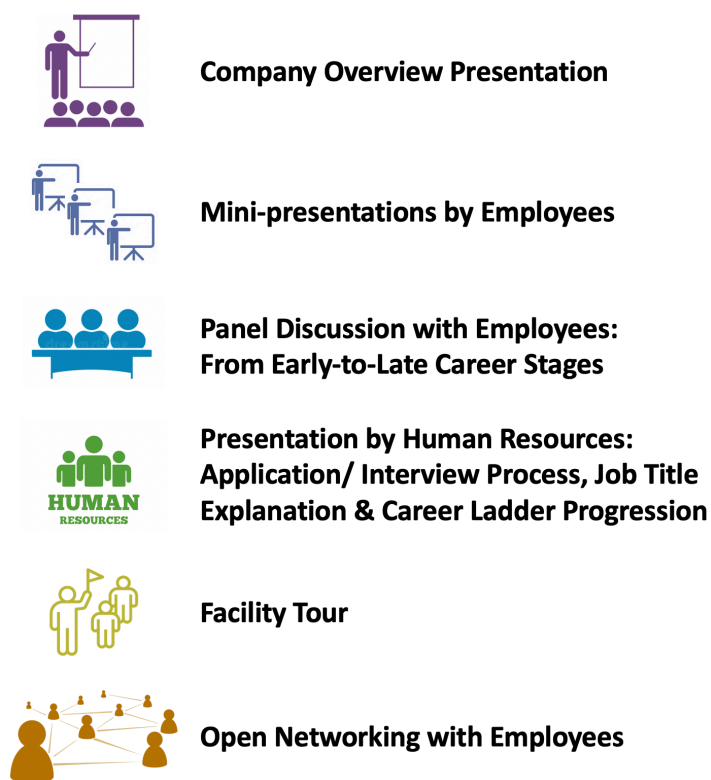 Company Overview Presentation
Mini-presentations by Employees
Panel Discussion with Employees:
From Early-to-Late Career Stages
Presentation by Human Resources:
Application/ Interview Process, Job Title
Explanation & Career Ladder Progression
HUMAN
RESOURCES
Facility Tour
Open Networking with Employees